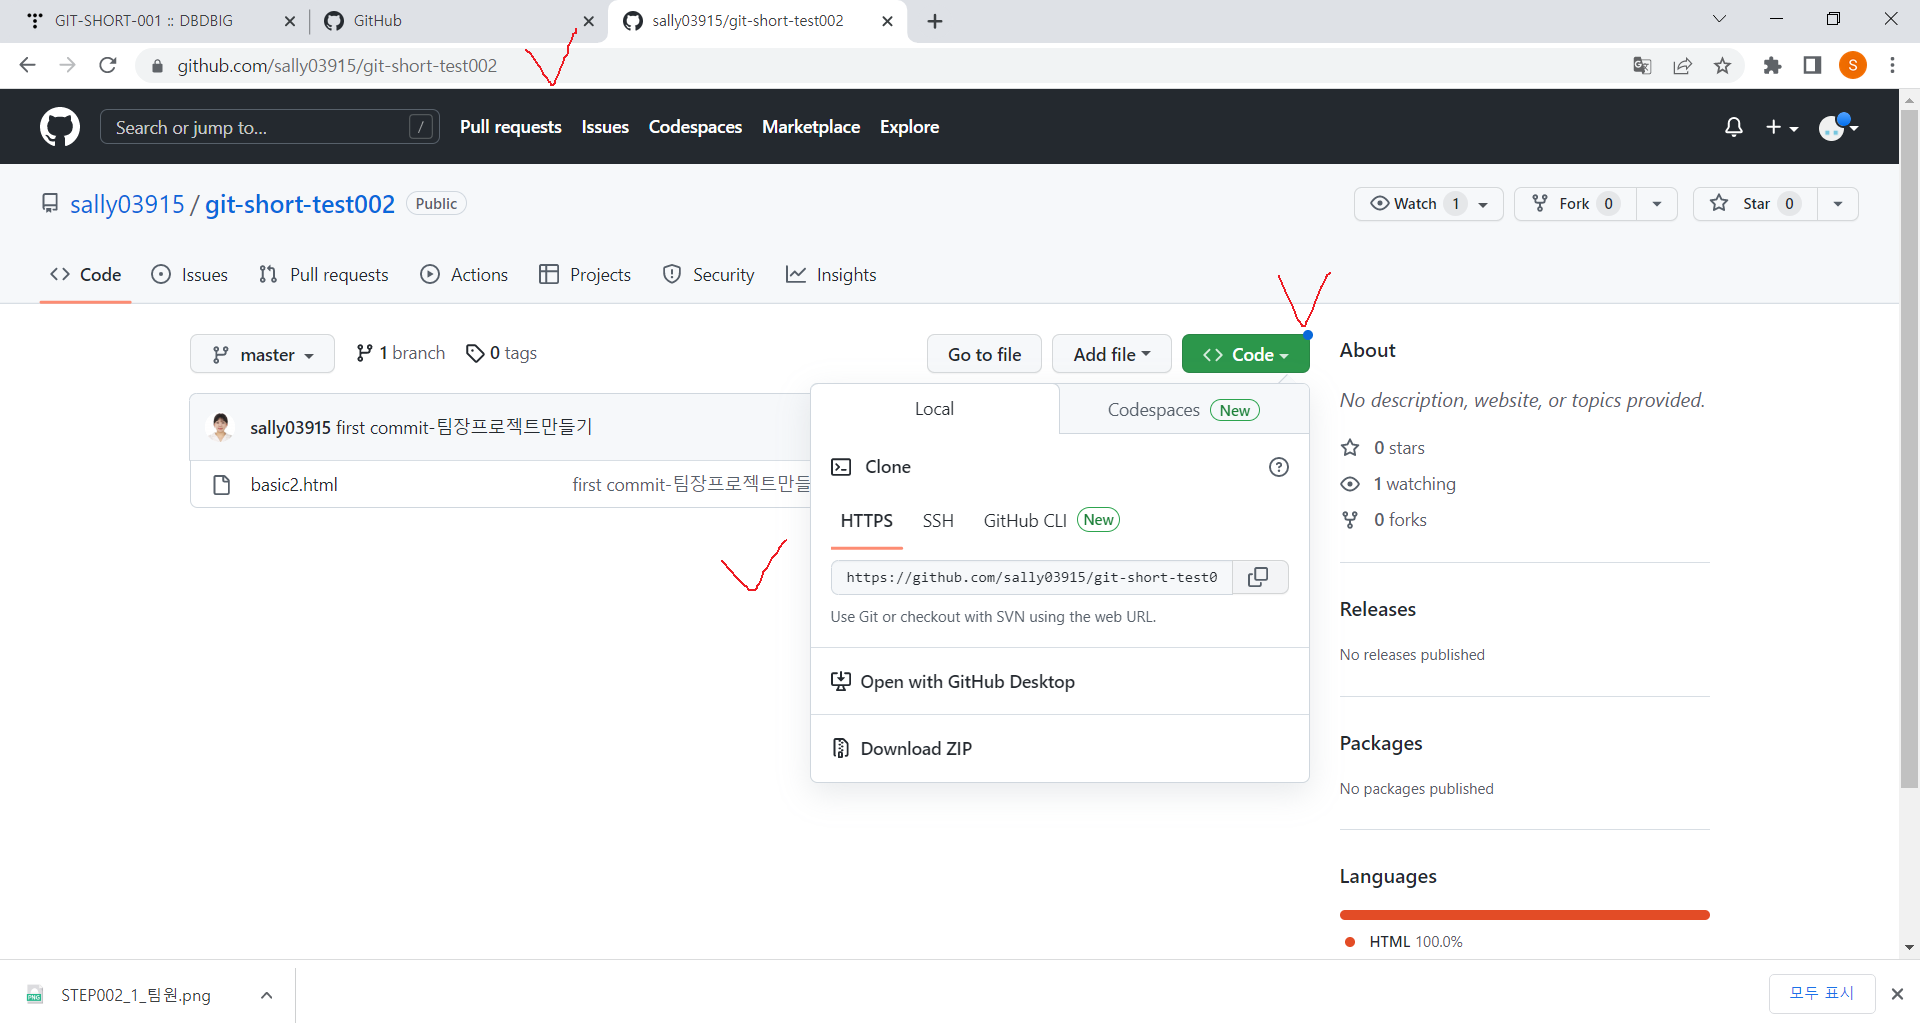 GIT-SHORT-001 :: DBDBIG
GitHub
sally03915/git-short-test002
github.com/sally03915/git-short-test002
S
Search or jump to...
/
Pull requests
Issues
Codespaces
Marketplace
Explore
sally03915 / git-short-test002
Public
Watch 1
Fork 0
Star 0
Code
Issues
Pull requests
Actions
Projects
Security
Insights
master
1 branch
0 tags
Go to file
Add file
Code
sally03915 first commit-팀장프로젝트만들기
basic2.html
first commit-팀장프로젝트만들
Local
Codespaces New
Clone
HTTPS
SSH
GitHub CLI New
https://github.com/sally03915/git-short-test0
Use Git or checkout with SVN using the web URL.
Open with GitHub Desktop
Download ZIP
About
No description, website, or topics provided.
0 stars
1 watching
0 forks
Releases
No releases published
Packages
No packages published
Languages
HTML 100.0%
PNG
STEP002_1_팀원.png
모두 표시